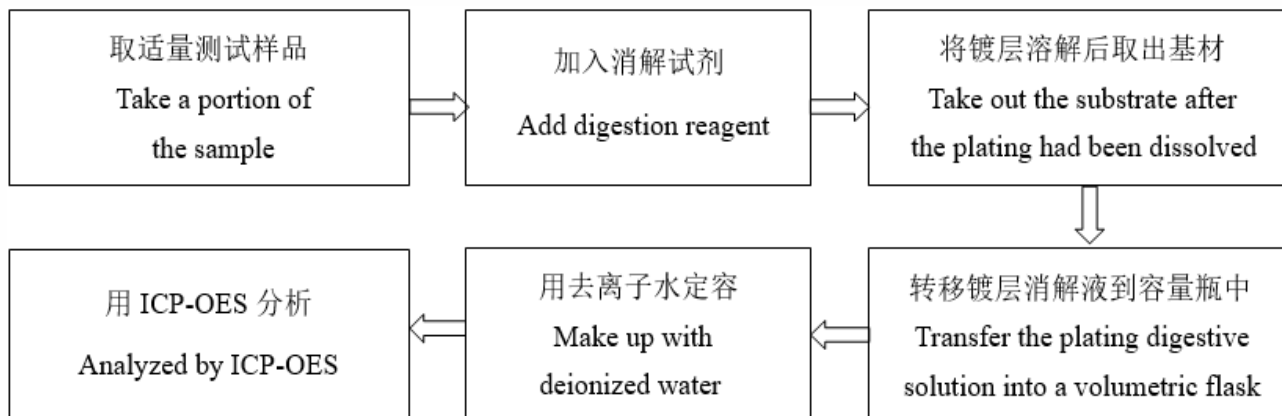 取适量测试样品
Take a portion of
the sample
加入消解试剂
Add digestion reagent
将镀层溶解后取出基材
Take out the substrate after
the plating had been dissolved
转移镀层消解液到容量瓶中
Transfer the plating digestive
solution into a volumetric flask
用去离子水定容
Make up with
deionized water
用 ICP-OES 分析
Analyzed by ICP-OES